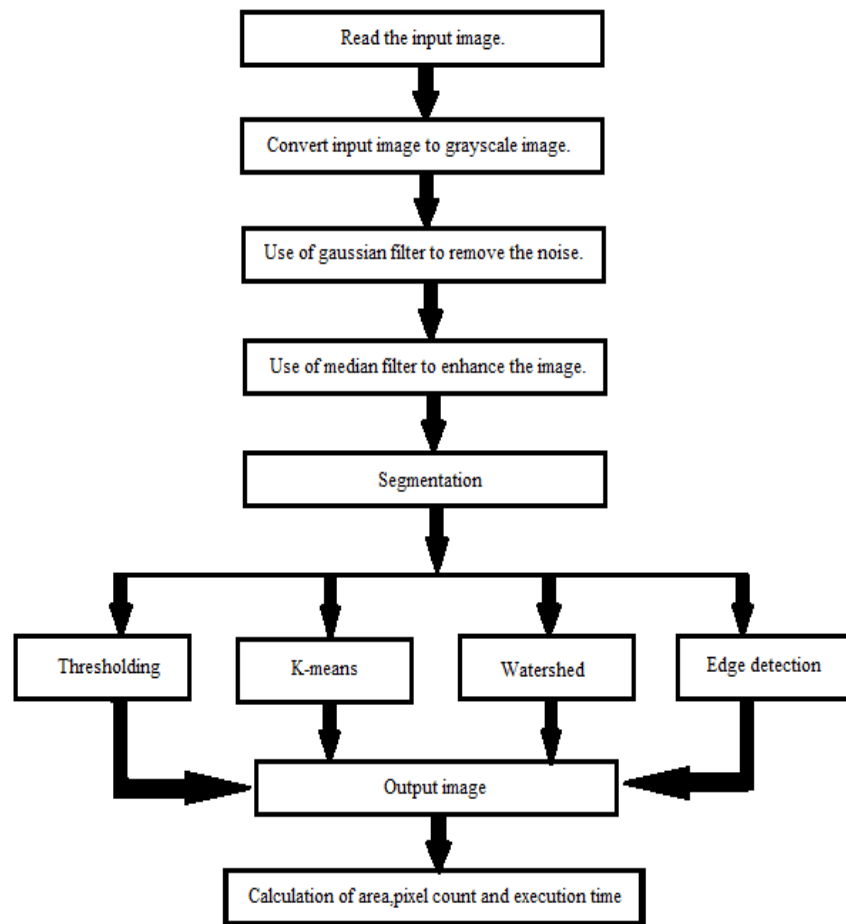 Read the input image.
Convert input image to grayscale image.
Use of gaussian filter to remove the noise.
Use of median filter to enhance the image.
Segmentation
Thresholding
K-means
Watershed
Edge detection
Output image
Calculation of area,pixel count and execution time